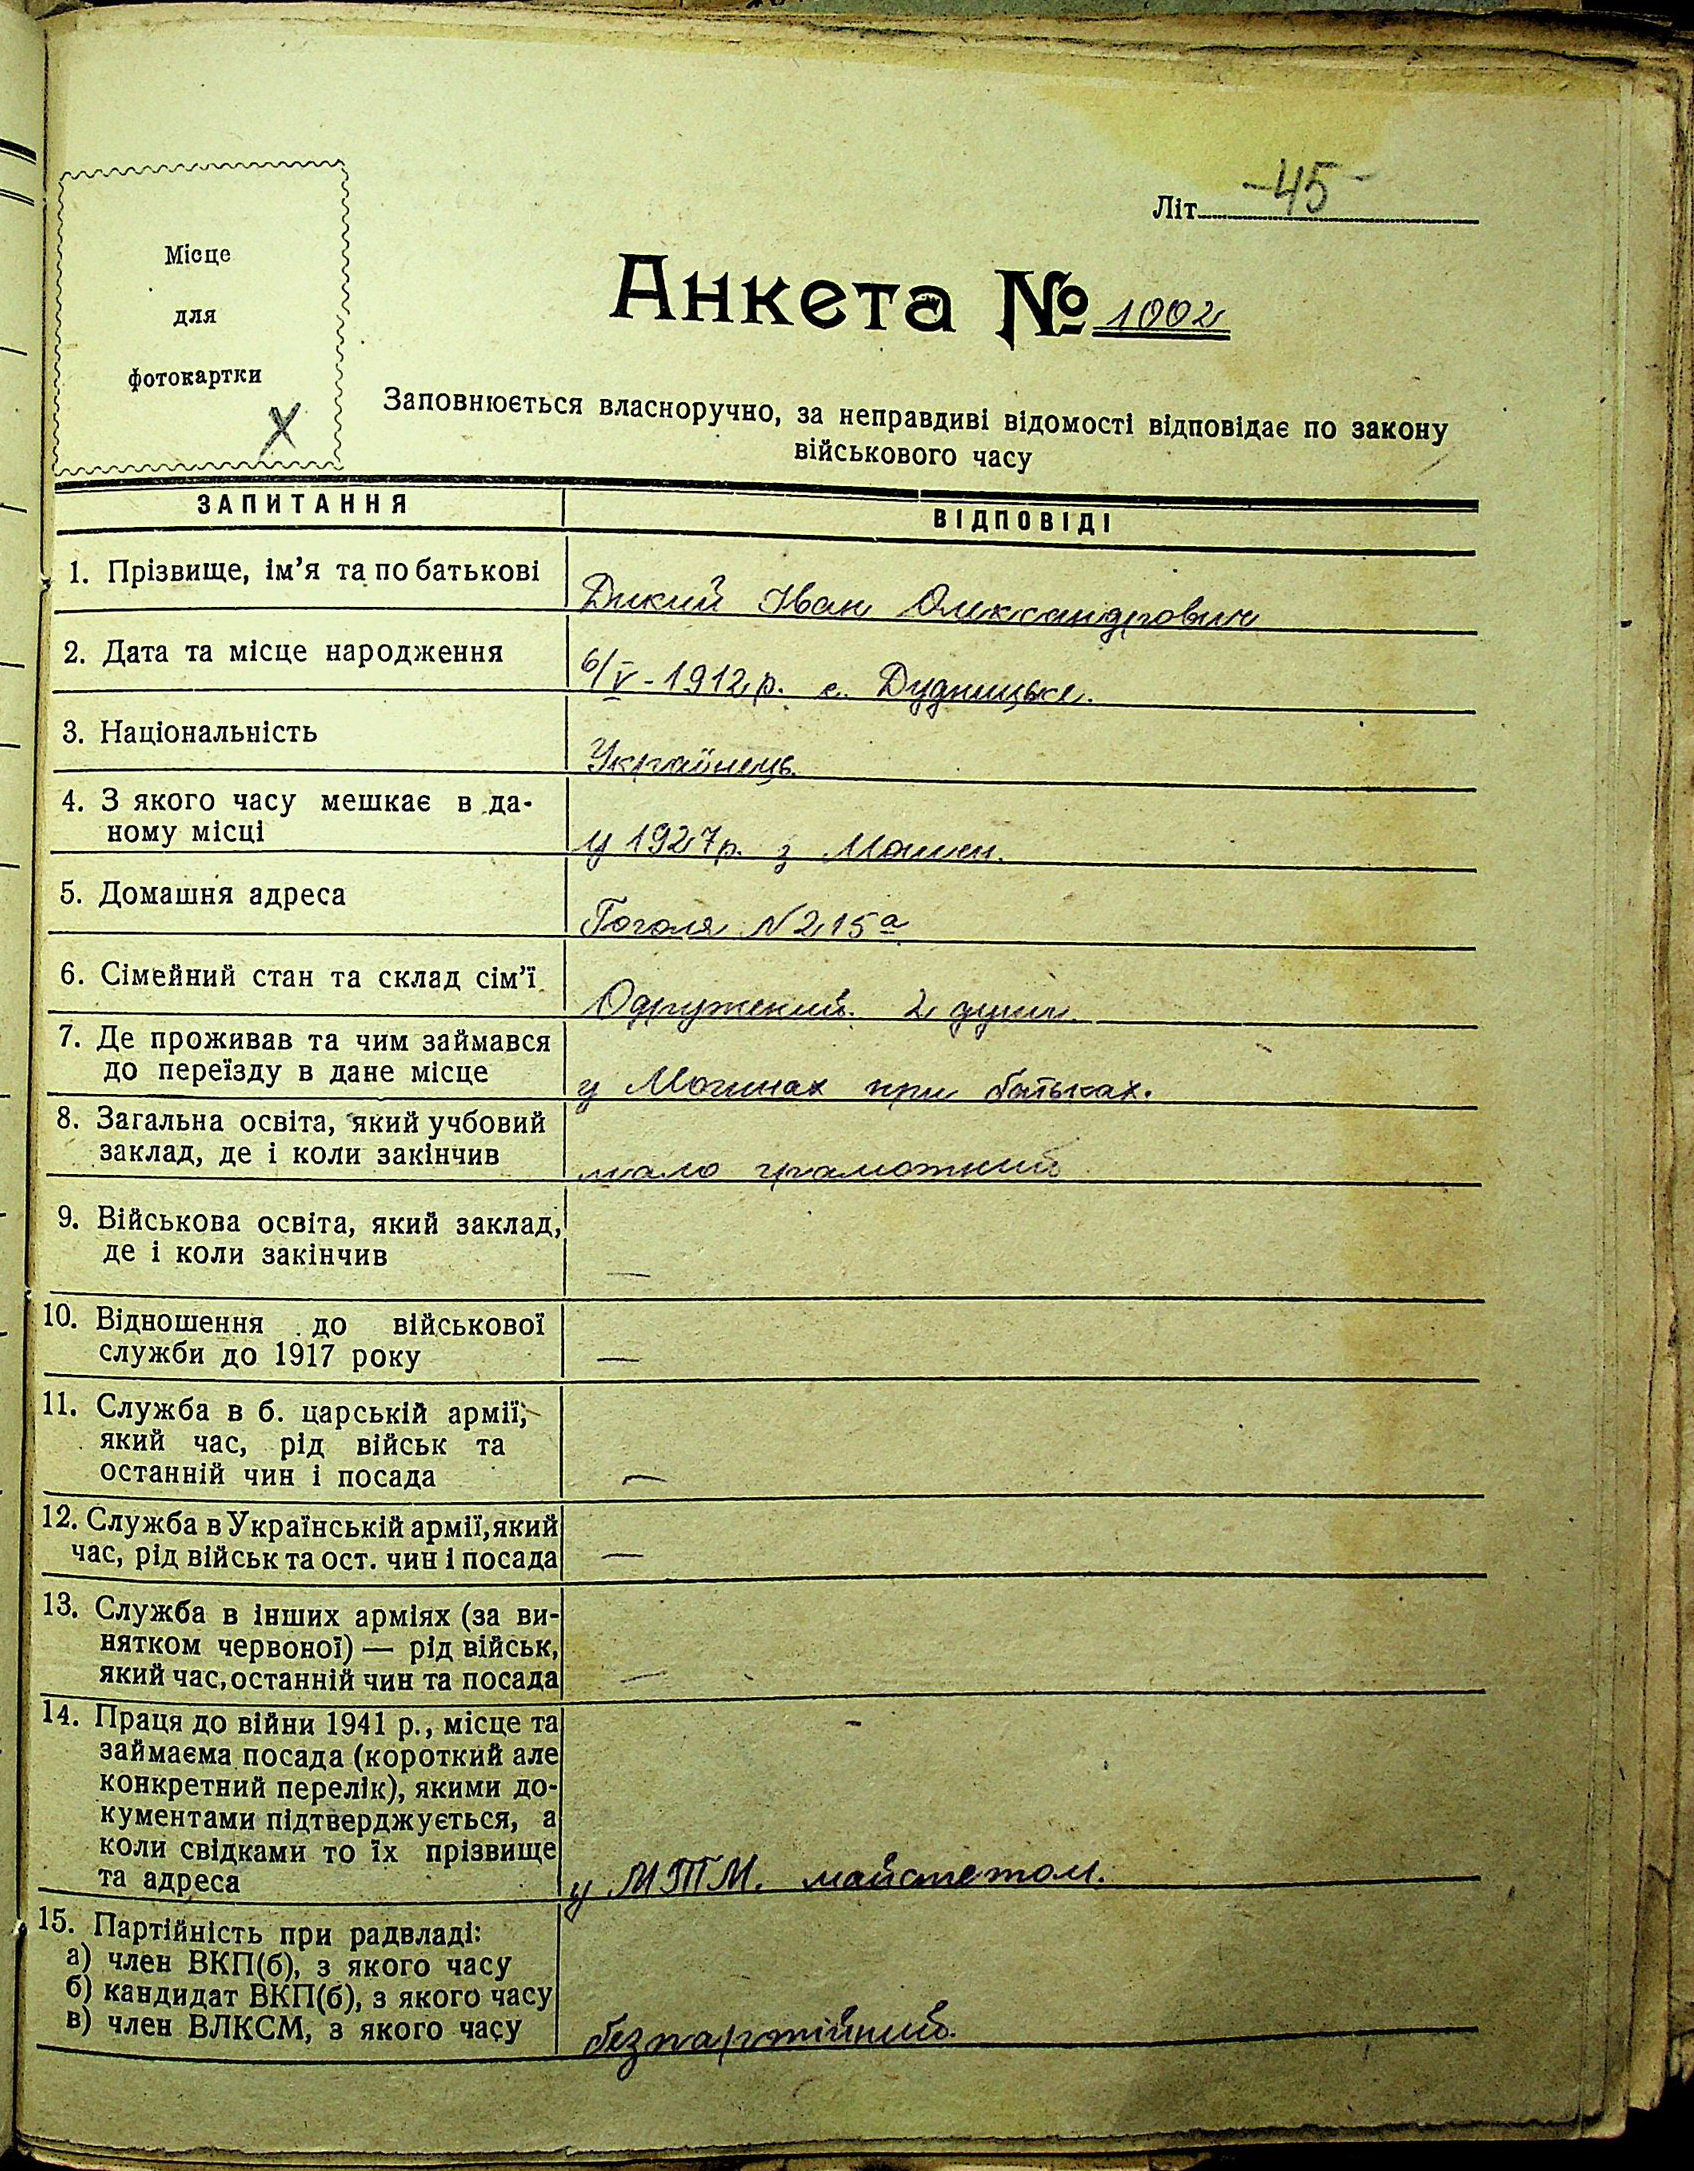 Літ. -45-
Місце
для
фотокартки
X
Анкета № 1002
Заповнюється власноручно, за неправдиві відомості відповідає по закону
військового часу
ЗАПИТАННЯ ВІДПОВІДІ
1. Прізвище, ім'я та по батькові Дикий Іван Олександрович
2. Дата та місце народження 6/V-1912 р. с. Дудницьке.
3. Національність Українець
4. З якого часу мешкає в да-
ному місці у 1927 р. з
5. Домашня адреса Гоголя N215а
6. Сімейний стан та склад сім'ї Одружений. 2 душі
7. Де проживав та чим займався
до переїзду в дане місце у при батьках.
8. Загальна освіта, який учбовий
заклад, де і коли закінчив мало грамотний
9. Військова освіта, який заклад,
де і коли закінчив —
10. Відношення до військової
служби до 1917 року —
11. Служба в б. царській армії,
який час, рід військ та
останній чин і посада —
12. Служба в Українській армії, який
час, рід військ та ост. чин і посада —
13. Служба в інших арміях (за ви-
нятком червоної) — рід військ,
який час, останній чин та посада —
14. Праця до війни 1941 р., місце та
займаєма посада (короткий але
конкретний перелік), якими до-
кументами підтверджується, а
коли свідками то їх прізвище
та адреса у МТМ. майстетом.
15. Партійність при радвладі:
а) член ВКП(б), з якого часу
б) кандидат ВКП(б), з якого часу
в) член ВЛКСМ, з якого часу безпартійний.